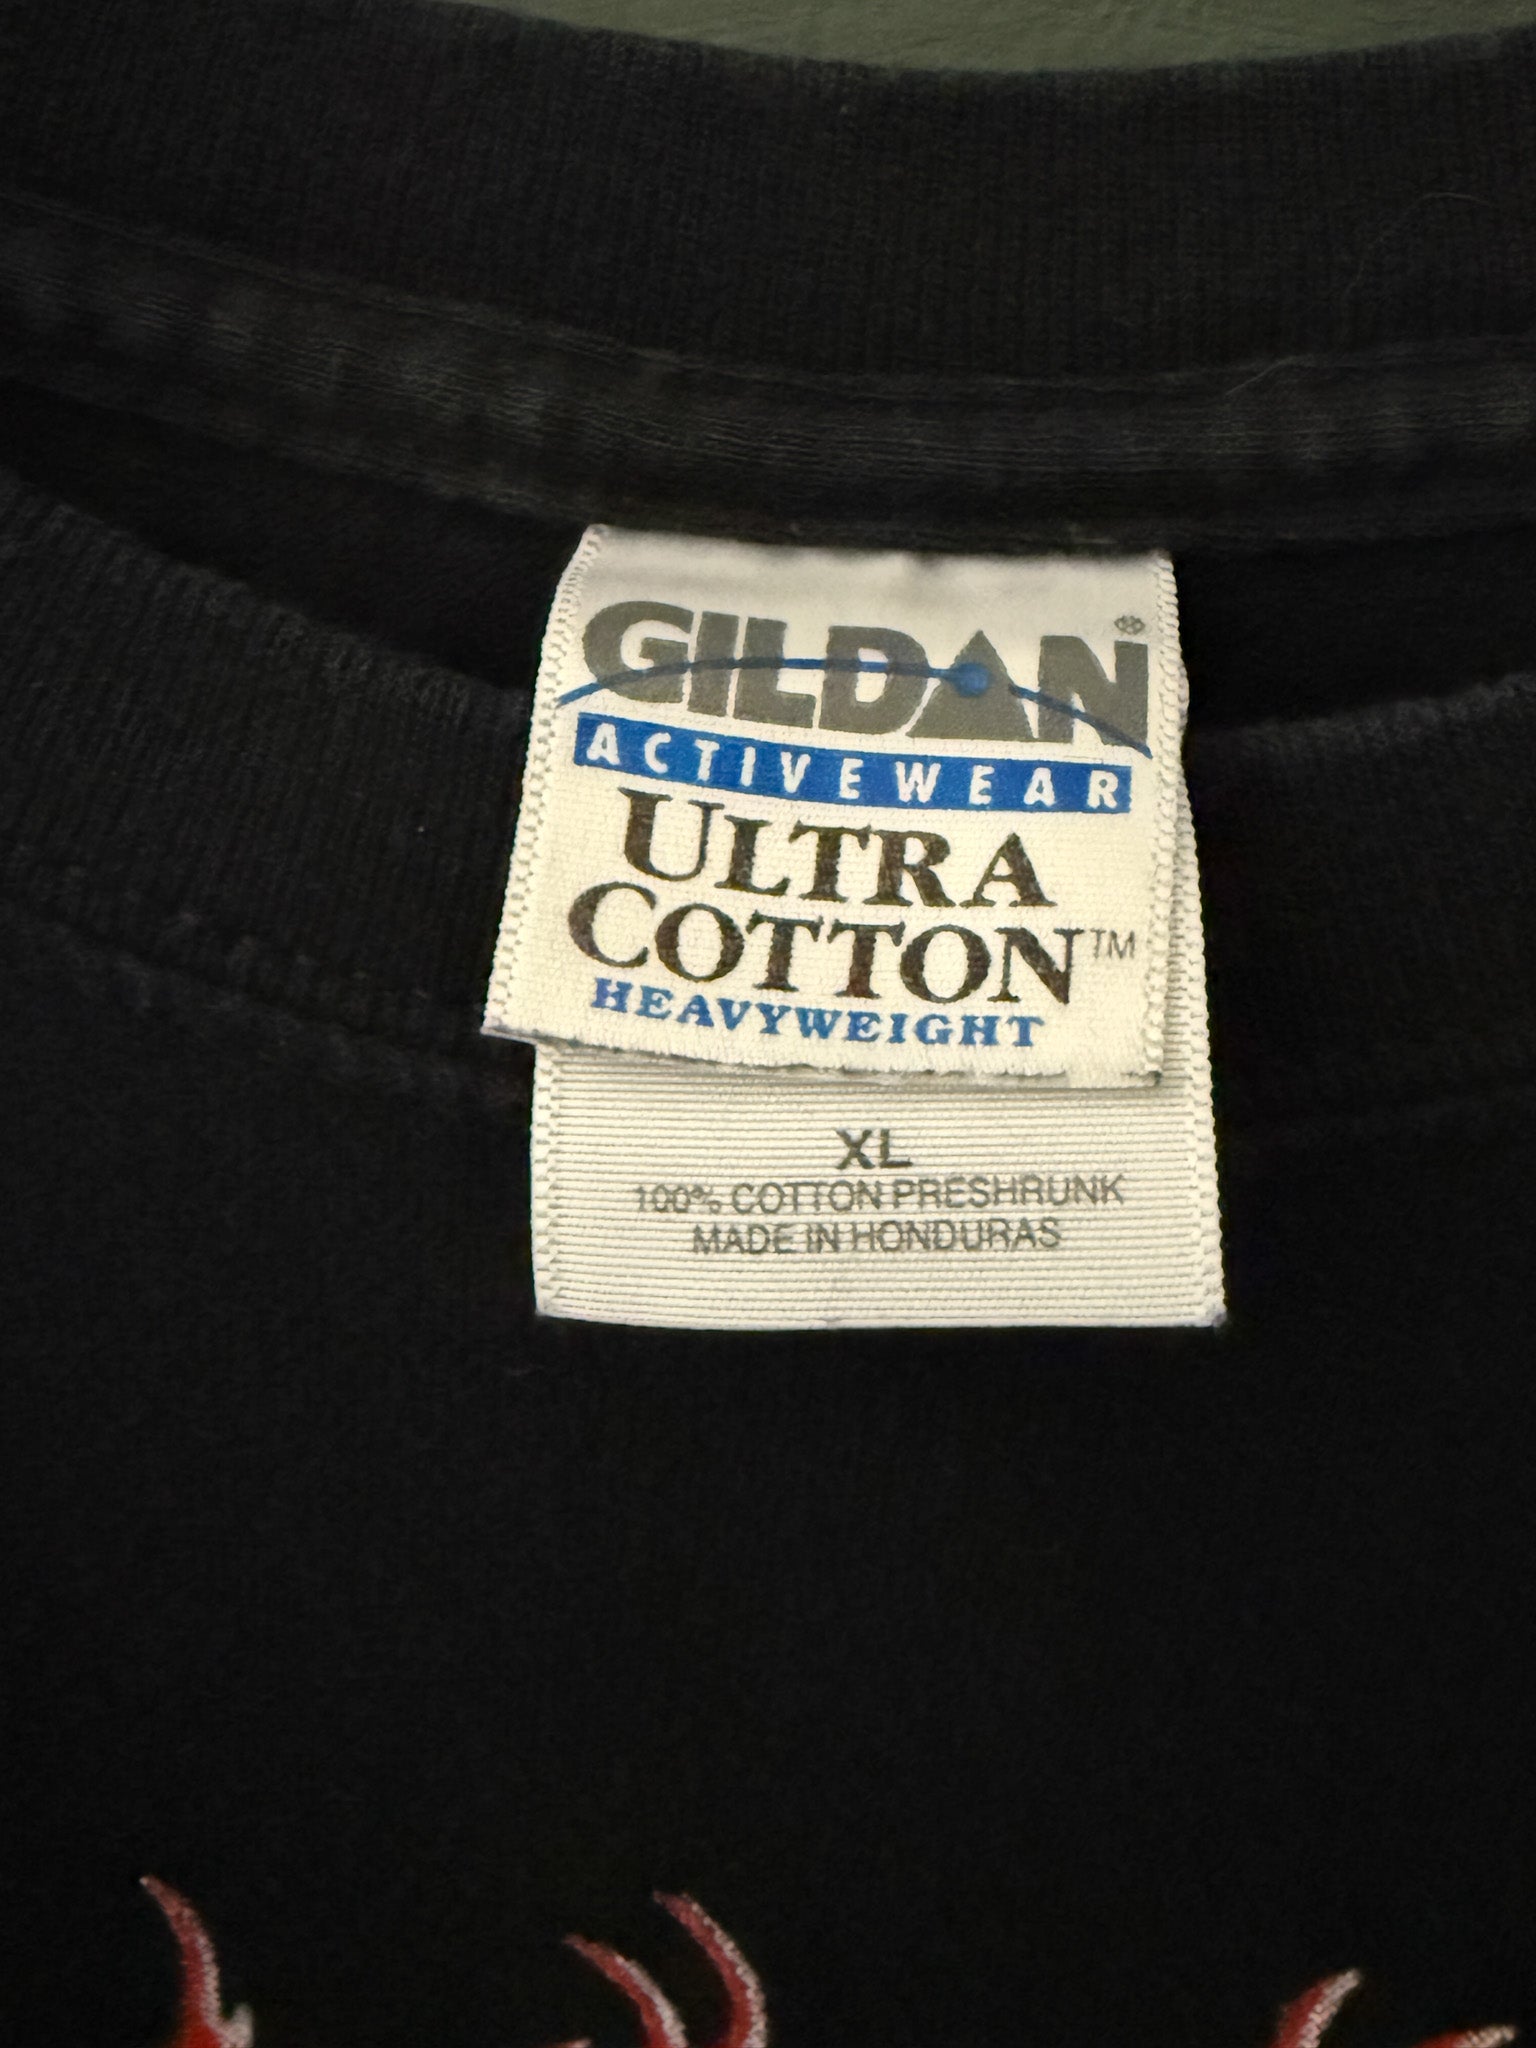 GILDAN®
ACTIVEWEAR
ULTRA
COTTON™
HEAVYWEIGHT
XL
100% COTTON PRESHRUNK
MADE IN HONDURAS